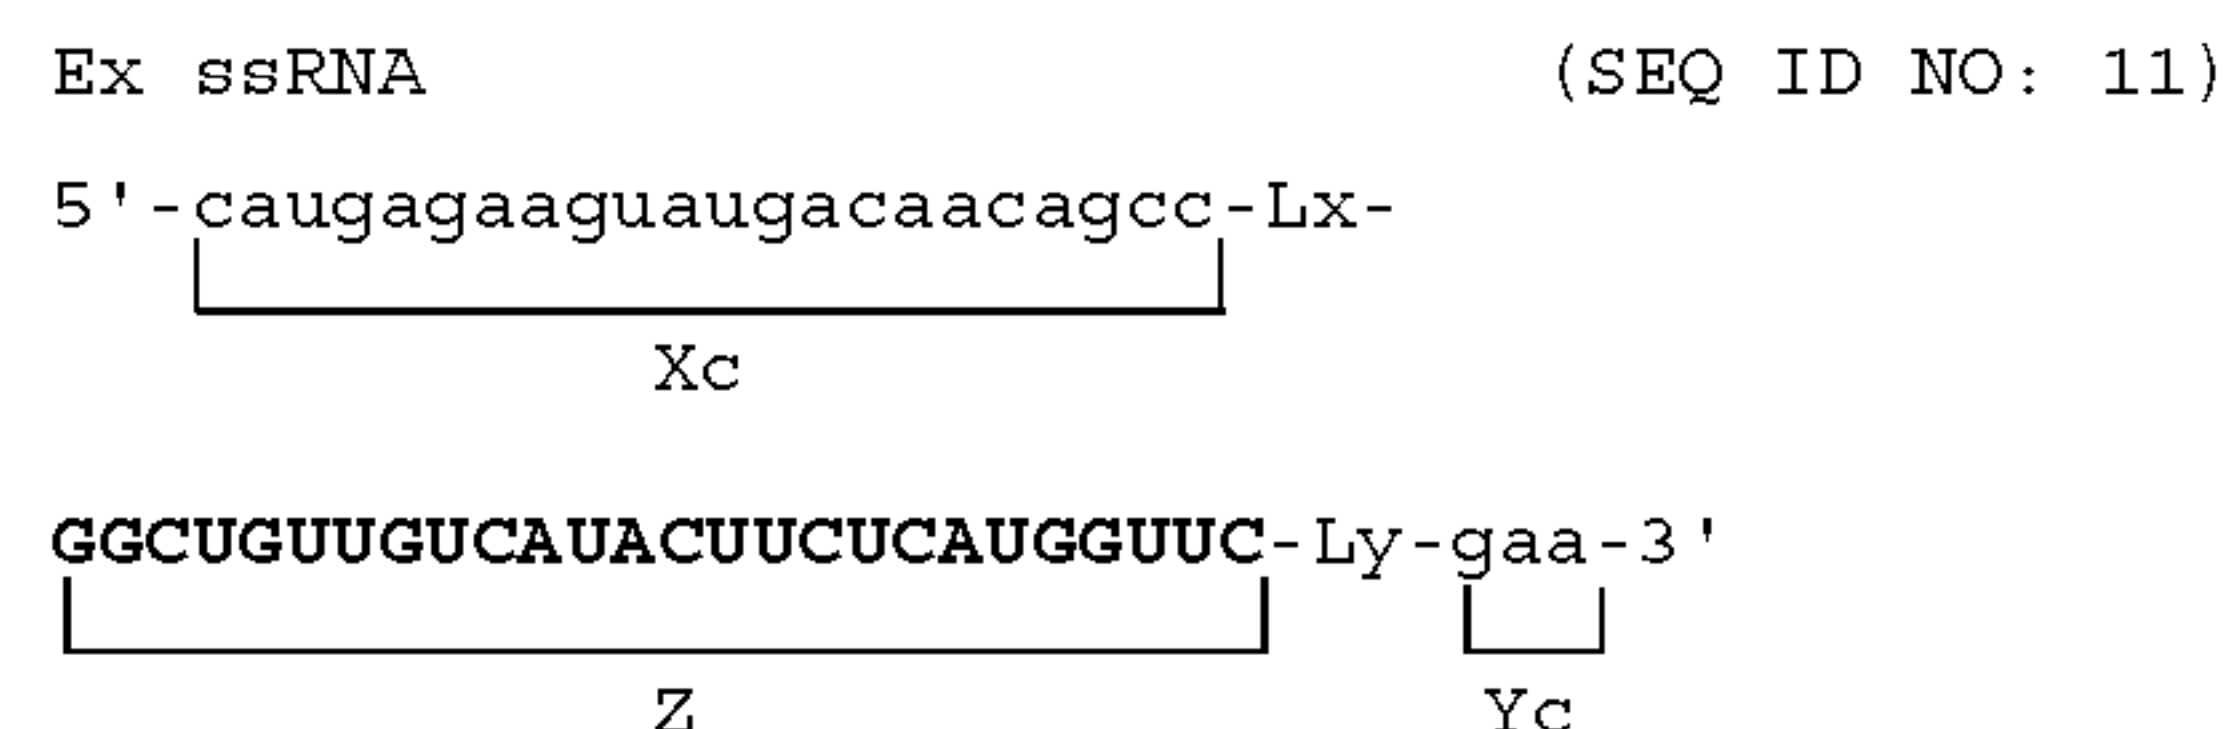 Ex ssRNA (SEQ ID NO: 11)
5'-caugagaaguaugacaacagcc-Lx-
Xc
GGCUGUUGUCAUACUUCUCAUGGUUC-Ly-gaa-3'
Z Yc